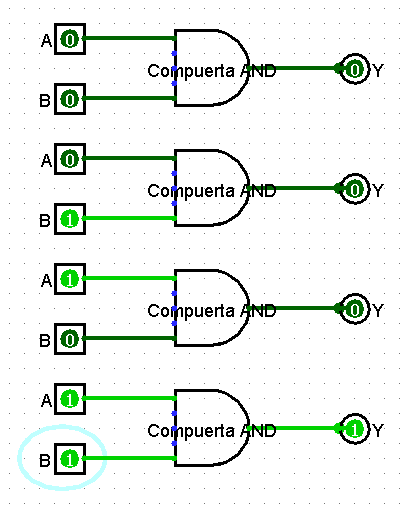 A 0 Compuerta AND 0 Y
B 0
A 0 Compuerta AND 0 Y
B 1
A 1 Compuerta AND 0 Y
B 0
A 1 Compuerta AND 1 Y
B 1